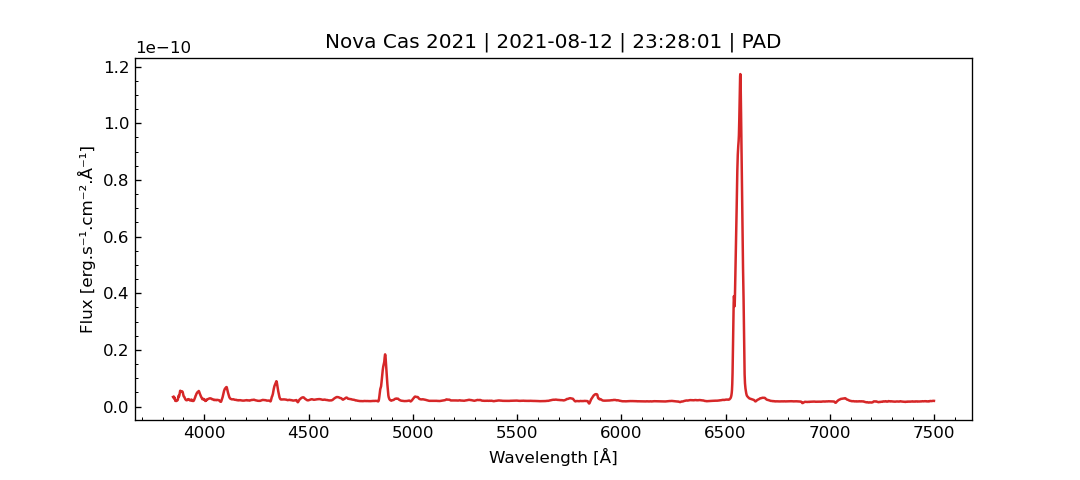 Nova Cas 2021 | 2021-08-12 | 23:28:01 | PAD
1e−10
1.2
1.0
0.8
0.6
0.4
0.2
0.0
Flux [erg.s⁻¹.cm⁻².Å⁻¹]
4000 4500 5000 5500 6000 6500 7000 7500
Wavelength [Å]